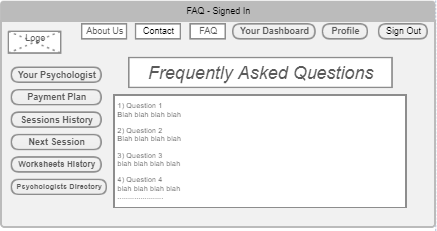 FAQ - Signed In
Logo
About Us
Contact
FAQ
Your Dashboard
Profile
Sign Out
Your Psychologist
Payment Plan
Sessions History
Next Session
Worksheets History
Psychologists Directory
Frequently Asked Questions
1) Question 1
Blah blah blah blah
2) Question 2
Blah blah blah blah
3) Question 3
blah blah blah blah
4) Question 4
blah blah blah blah
......................